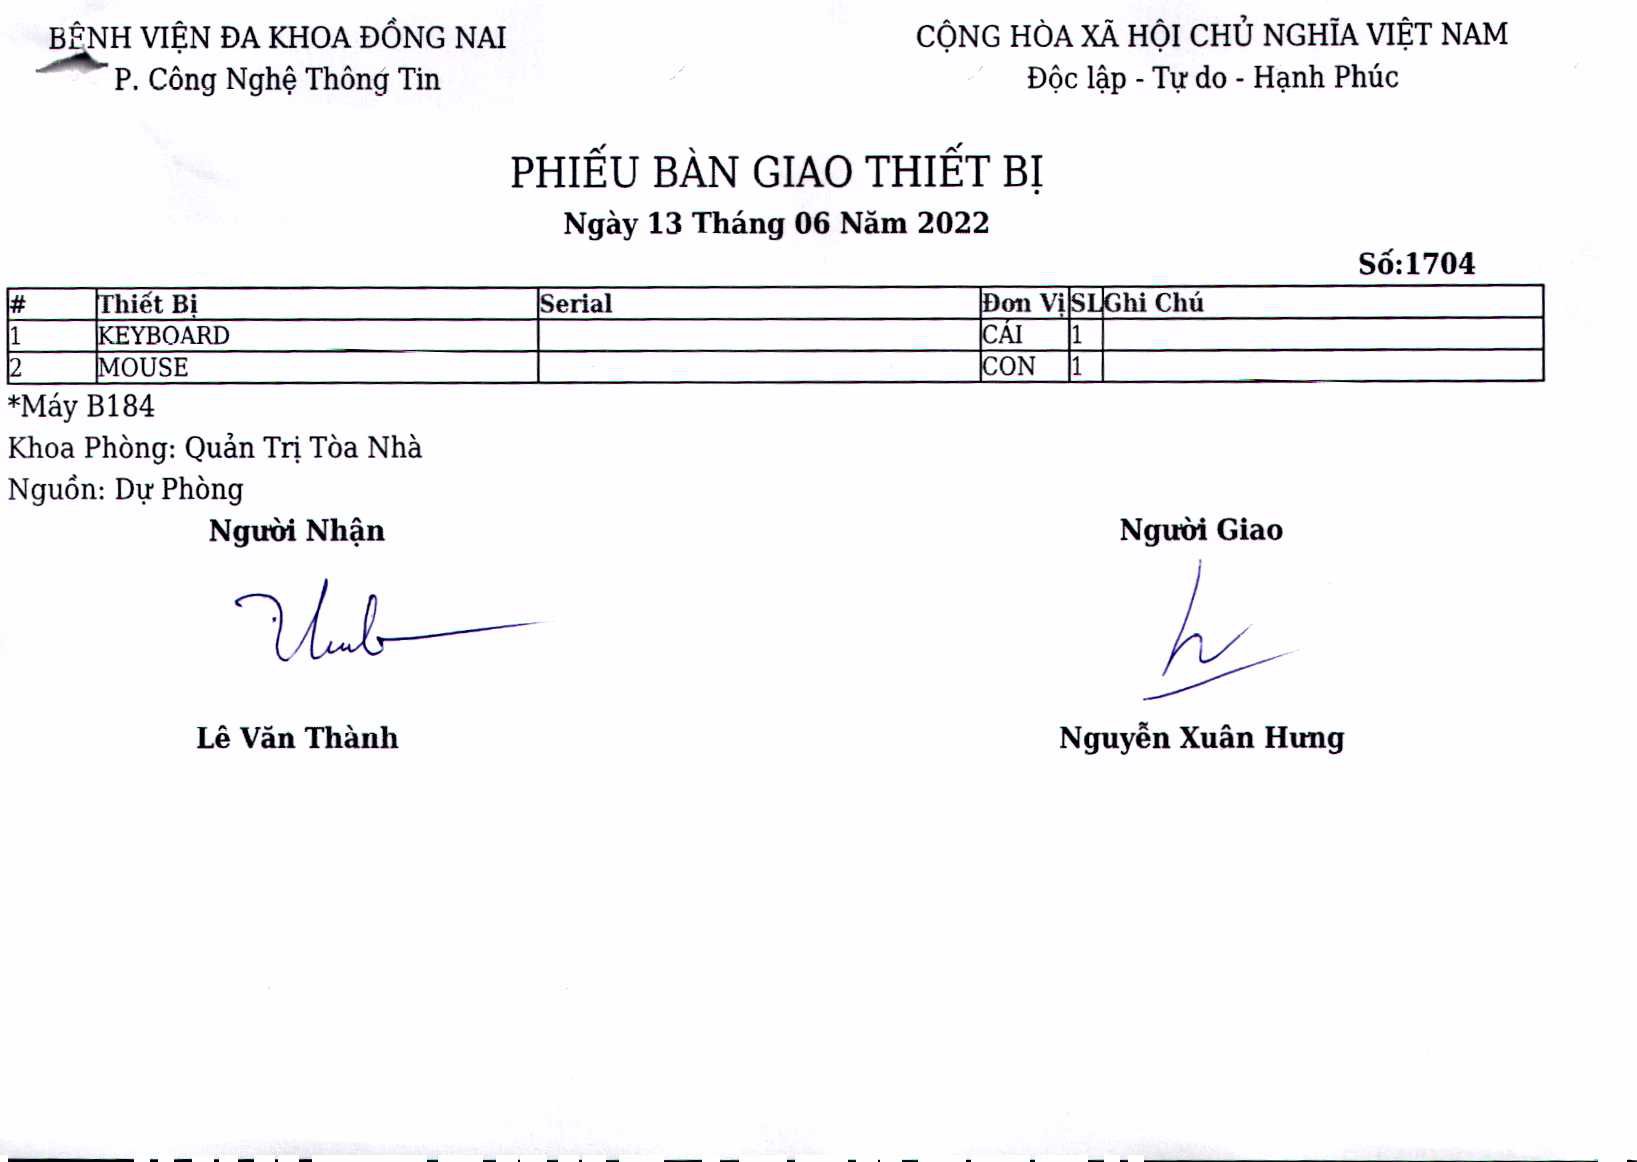 BỆNH VIỆN ĐA KHOA ĐỒNG NAI
P. Công Nghệ Thông Tin
CỘNG HÒA XÃ HỘI CHỦ NGHĨA VIỆT NAM
Độc lập - Tự do - Hạnh Phúc
PHIẾU BÀN GIAO THIẾT BỊ
Ngày 13 Tháng 06 Năm 2022
Số:1704
# Thiết Bị Serial Đơn Vị SL Ghi Chú
1 KEYBOARD CÁI 1
2 MOUSE CON 1
*Máy B184
Khoa Phòng: Quản Trị Tòa Nhà
Nguồn: Dự Phòng
Người Nhận Người Giao
Lê Văn Thành Nguyễn Xuân Hưng